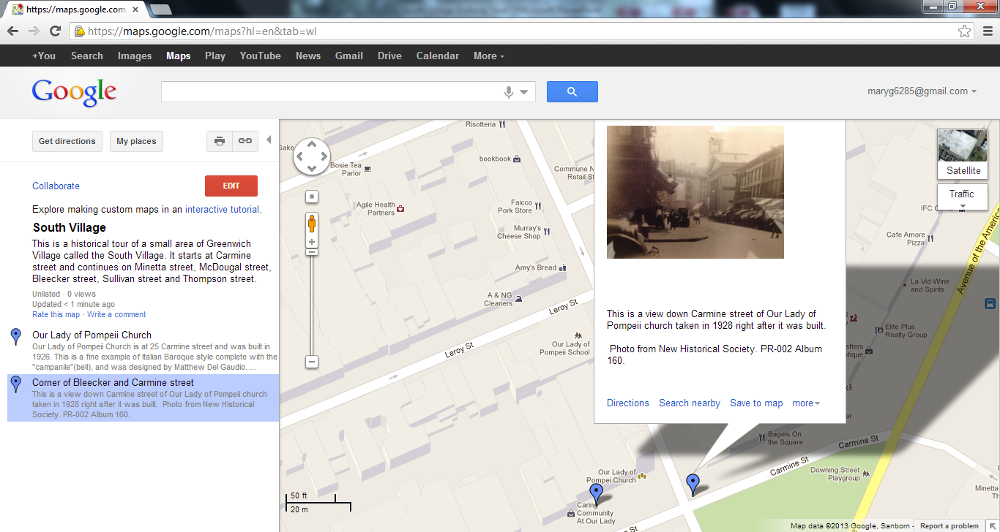 https://maps.google.com
https://maps.google.com/maps?hl=en&tab=wl
+You Search Images Maps Play YouTube News Gmail Drive Calendar More
Google
maryg6285@gmail.com
Get directions My places
Collaborate EDIT
Explore making custom maps in an interactive tutorial.
South Village
This is a historical tour of a small area of Greenwich
Village called the South Village. It starts at Carmine
street and continues on Minetta street, McDougal street,
Bleecker street, Sullivan street and Thompson street.
Unlisted · 0 views
Updated < 1 minute ago
Rate this map · Write a comment
Our Lady of Pompeii Church
Our Lady of Pompeii Church is at 25 Carmine street and was built in
1926. This is a fine example of Italian Baroque style complete with the
"campanile"(bell), and was designed by Matthew Del Gaudio. ...
Corner of Bleecker and Carmine street
This is a view down Carmine street of Our Lady of Pompeii church
taken in 1928 right after it was built. Photo from New Historical
Society. PR-002 Album 160.
Risotteria
Sake
bookbook
Bosie Tea
Parlor
Commune N
Retail St
Agile Health
Partners
Faicco
Pork Store
Murray's
Cheese Shop
Amy's Bread
A & NG
Cleaners
Leroy St
Leroy St
Our Lady of
Pompeii School
This is a view down Carmine street of Our Lady of
Pompeii church taken in 1928 right after it was built.
Photo from New Historical Society. PR-002 Album
160.
Directions Search nearby Save to map more
Satellite
Traffic
IFC
Cafe Amore
Pizza
Avenue of the America
La Vid Wine
and Spirits
Elite Plus
Realty Group
afters
otique
ar
Bagels On
the Square
Carmine St
Carmine St
Downing Street
Playgroup
Minetta
Th
Our Lady of
Pompei Church
Caring
Community
At Our Lady
50 ft
20 m
Map data ©2013 Google, Sanborn - Report a problem